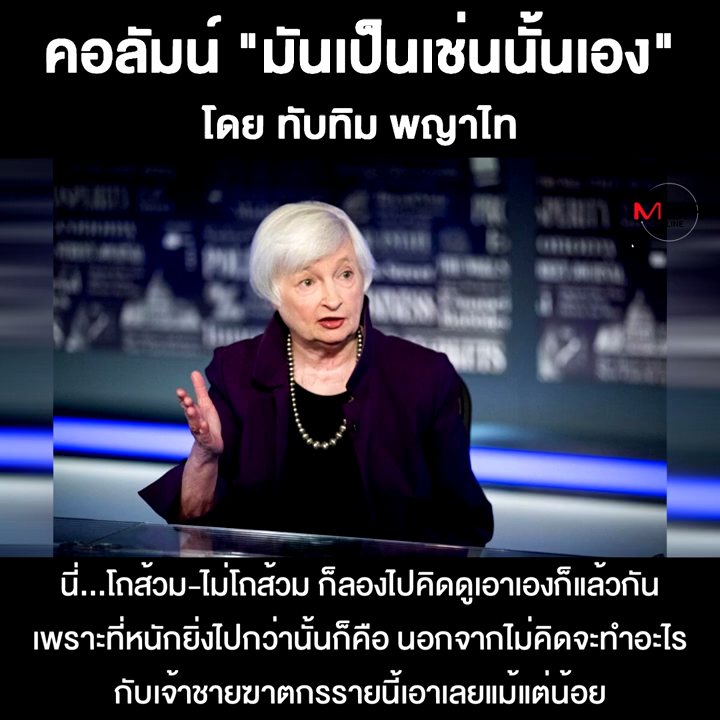 คอลัมน์ "มันเป็นเช่นนั้นเอง"
โดย ทับทิม พญาไท
M
LINE
นี่...โถส้วม-ไม่โถส้วม ก็ลองไปคิดดูเอาเองก็แล้วกัน
เพราะที่หนักยิ่งไปกว่านั้นก็คือ นอกจากไม่คิดจะทำอะไร
กับเจ้าชายฆาตกรรายนี้เอาเลยแม้แต่น้อย